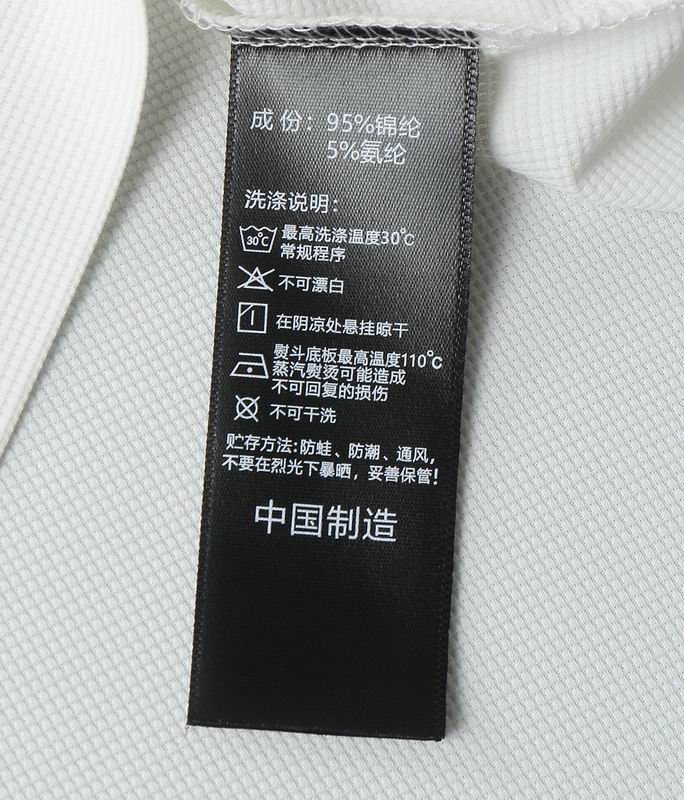 成份：95%锦纶
5%氨纶
洗涤说明：
30℃ 最高洗涤温度30℃
常规程序
不可漂白
在阴凉处悬挂晾干
熨斗底板最高温度110℃
蒸汽熨烫可能造成
不可回复的损伤
不可干洗
贮存方法：防蛀、防潮、通风，
不要在烈光下暴晒，妥善保管！
中国制造